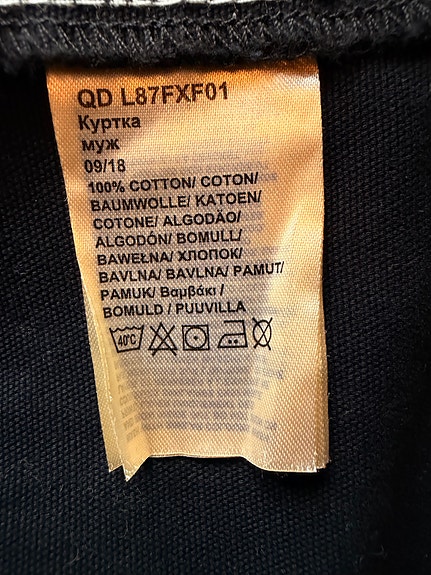 QD L87FXF01
Куртка
муж
09/18
100% COTTON/ COTON/
BAUMWOLLE/ KATOEN/
COTONE/ ALGODÃO/
ALGODÓN/ BOMULL/
BAWEŁNA/ ХЛОПОК/
BAVLNA/ BAVLNA/ PAMUT/
PAMUK/ Βαμβάκι /
BOMULD / PUUVILLA
40°C